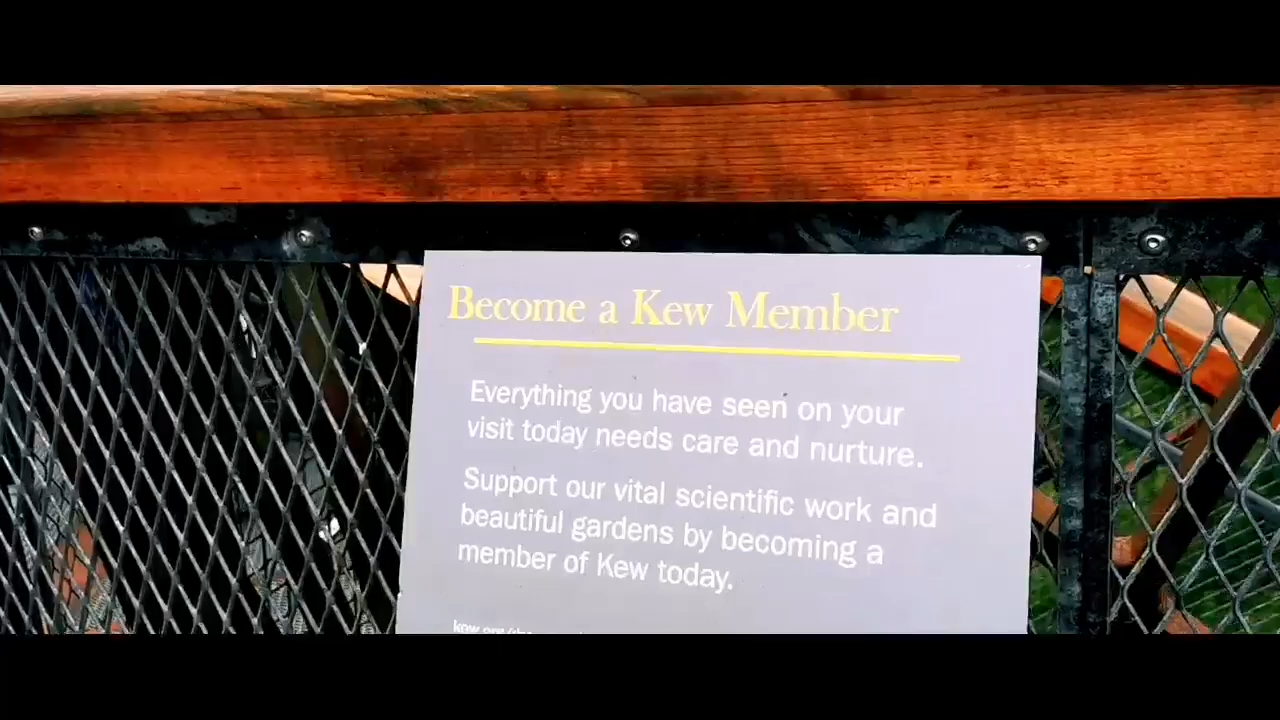 Become a Kew Member
Everything you have seen on your
visit today needs care and nurture.
Support our vital scientific work and
beautiful gardens by becoming a
member of Kew today.